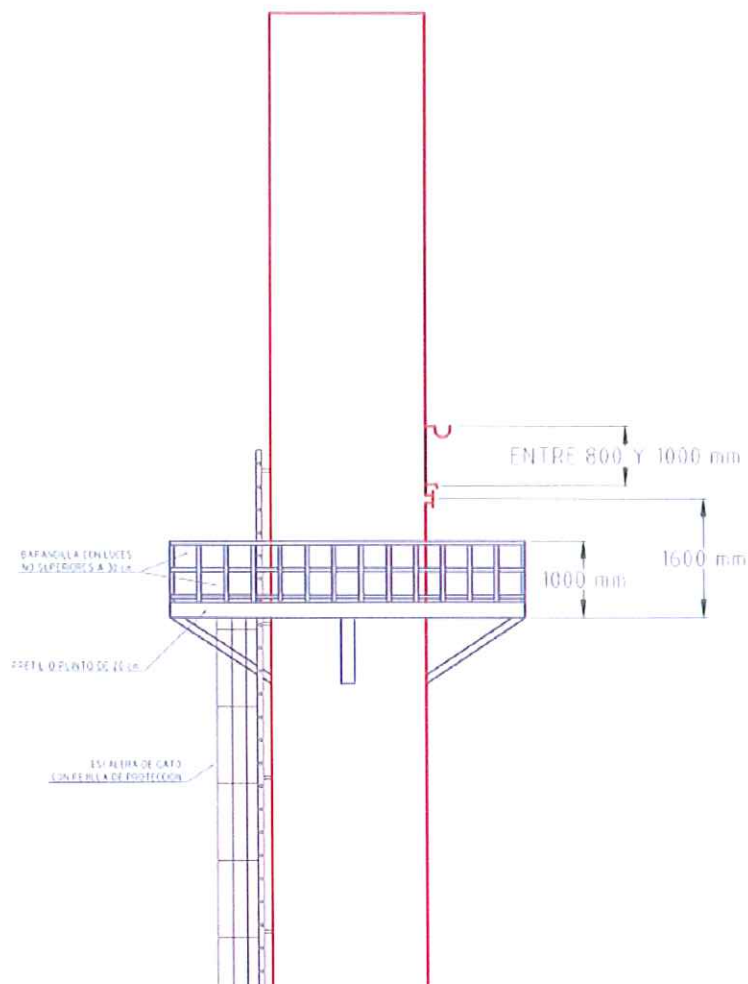 ENTRE 800 Y 1000 mm
1600 mm
1000 mm
BARANDILLA CON LUCES
NO SUPERIORES A 30 cm
PRETIL O PLINTO DE 20 cm
ESCALERA DE GATO
CON REJILLA DE PROTECCION